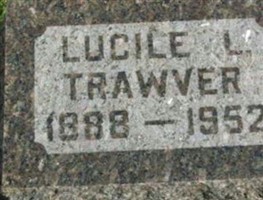 LUCILE L.
TRAWVER
1888 — 1952